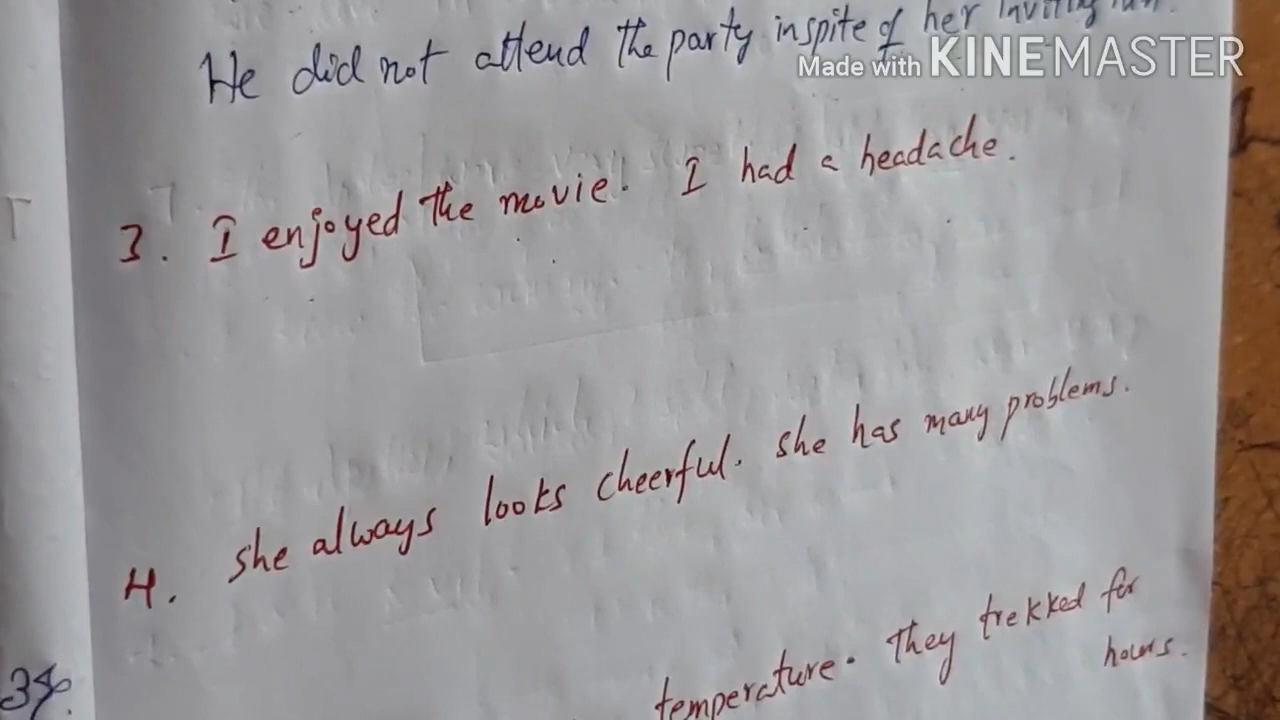 He did not attend the party inspite of her inviting
Made with KINEMASTER
3. I enjoyed the movie. I had a headache.
4. She always looks cheerful. she has many problems.
temperature. They trekked for
hours.